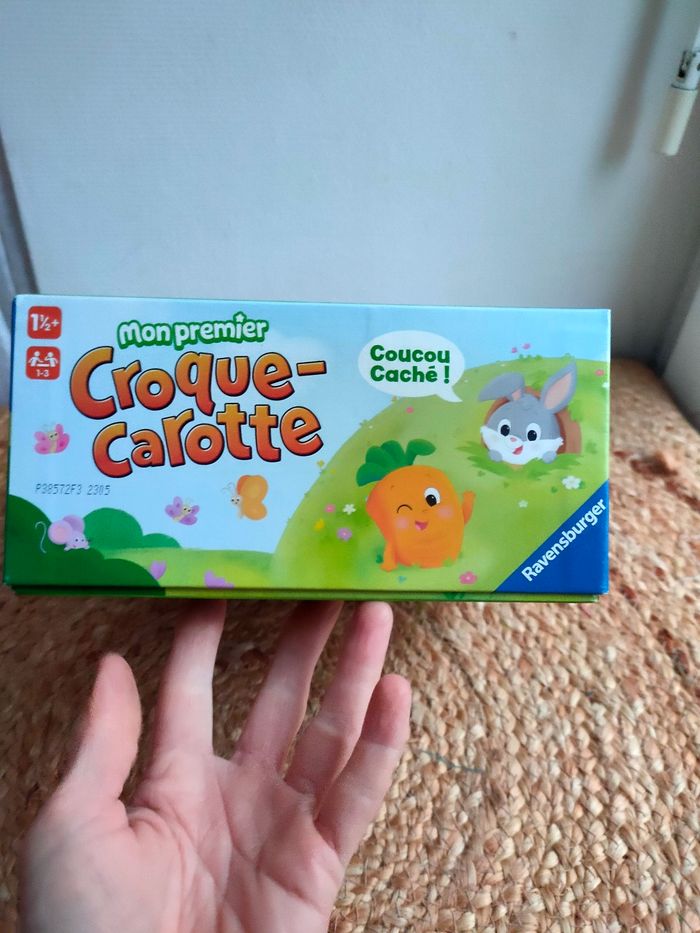 1½+
1-3
Mon premier
Croque-
carotte
P38572F3 2305
Coucou
Caché !
Ravensburger